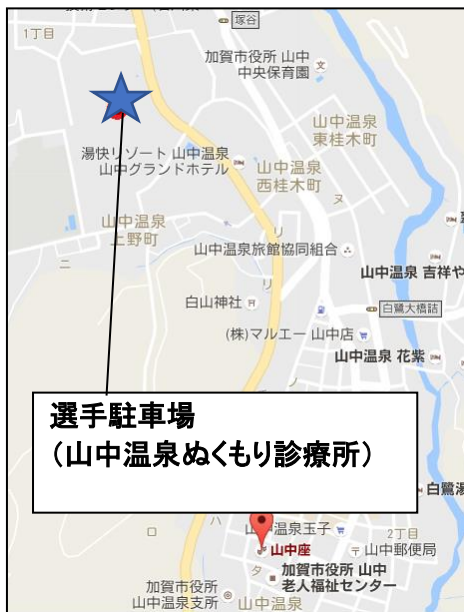 塚谷
1丁目
加賀市役所 山中
中央保育園
文
山中温泉
東桂木町
湯快リゾート 山中温泉
山中グランドホテル
山中温泉
西桂木町
ヌ
山中温泉
上野町
リ
ニ
山中温泉旅館協同組合
山中温泉 吉祥や
リ
白山神社
白鷺大橋詰
(株)マルエー 山中店
山中温泉 花紫
選手駐車場
（山中温泉ぬくもり診療所）
白鷺湯
ハ
ロ
山中温泉玉子
2丁目
山中座
山中郵便局
タ
加賀市役所 山中
老人福祉センター
加賀市役所
山中温泉支所
山中温泉